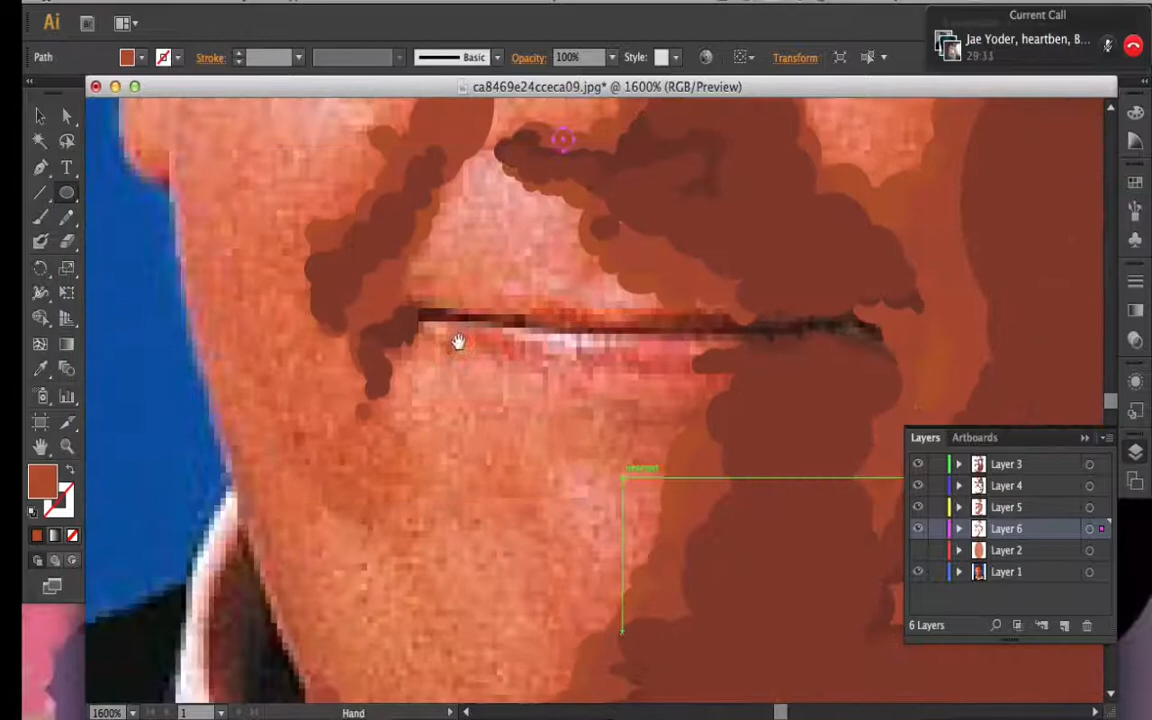 Ai
Br
Current Call
Jae Yoder, heartben, B...
29:33
Path
Stroke:
Basic
Opacity:
100%
Style:
Transform
ca8469e24cceca09.jpg* @ 1600% (RGB/Preview)
T
Layers
Artboards
Layer 3
Layer 4
Layer 5
Layer 6
Layer 2
Layer 1
6 Layers
1600%
1
Hand